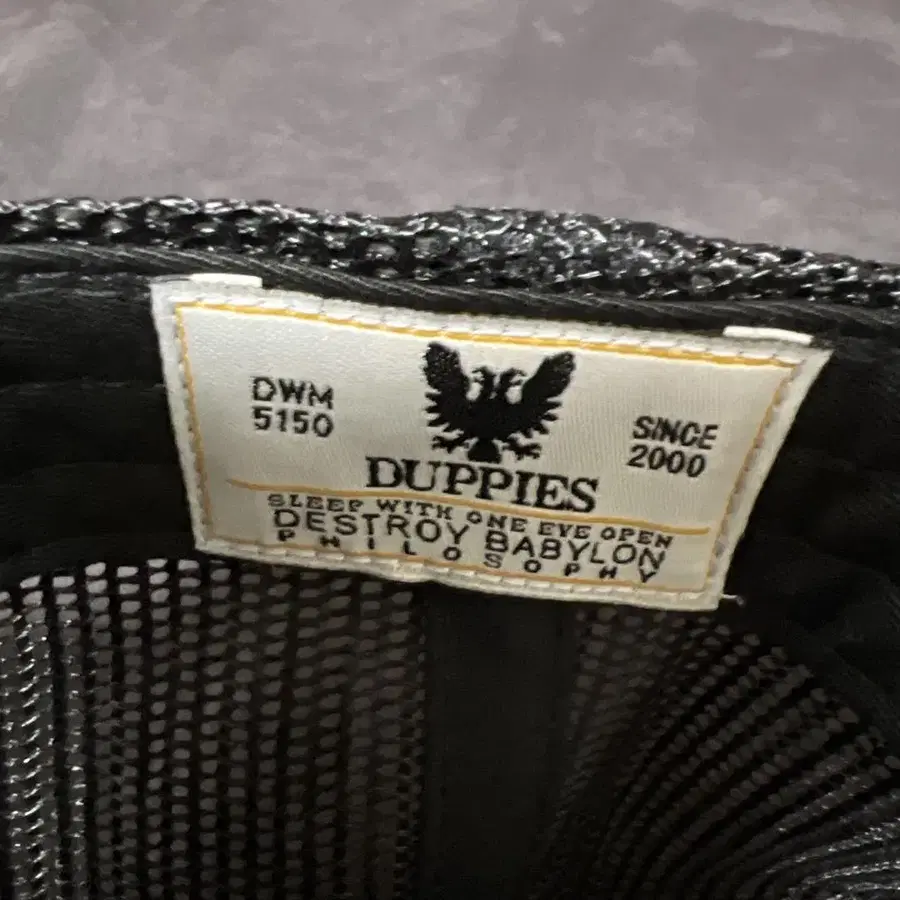 DWM
5150
SINCE
2000
DUPPIES
SLEEP WITH ONE EYE OPEN
DESTROY BABYLON
PHILOSOPHY